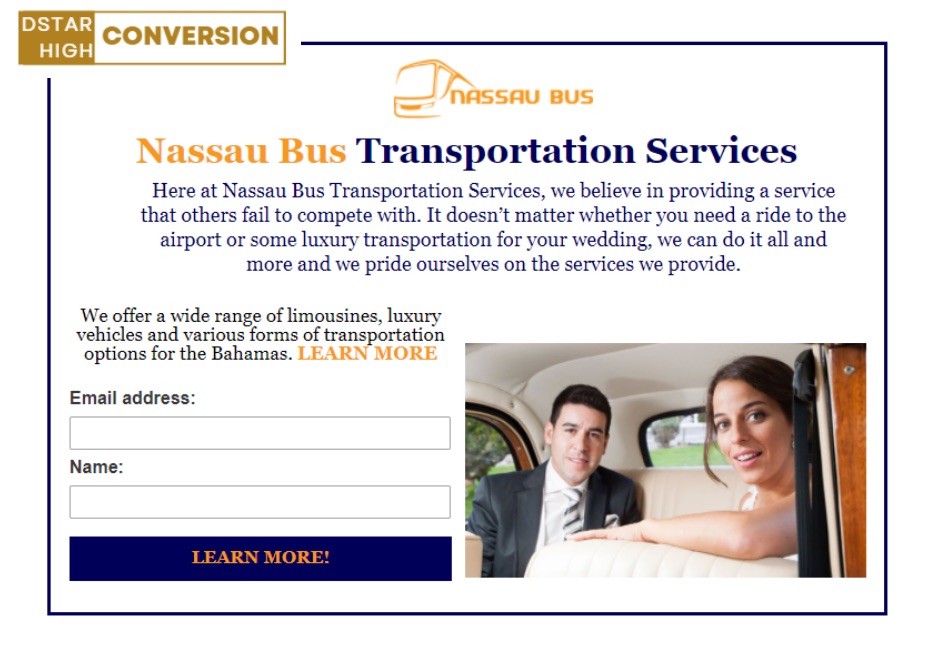 DSTAR
HIGH
CONVERSION
NASSAU BUS
Nassau Bus Transportation Services
Here at Nassau Bus Transportation Services, we believe in providing a service
that others fail to compete with. It doesn’t matter whether you need a ride to the
airport or some luxury transportation for your wedding, we can do it all and
more and we pride ourselves on the services we provide.
We offer a wide range of limousines, luxury
vehicles and various forms of transportation
options for the Bahamas. LEARN MORE
Email address:
Name:
LEARN MORE!